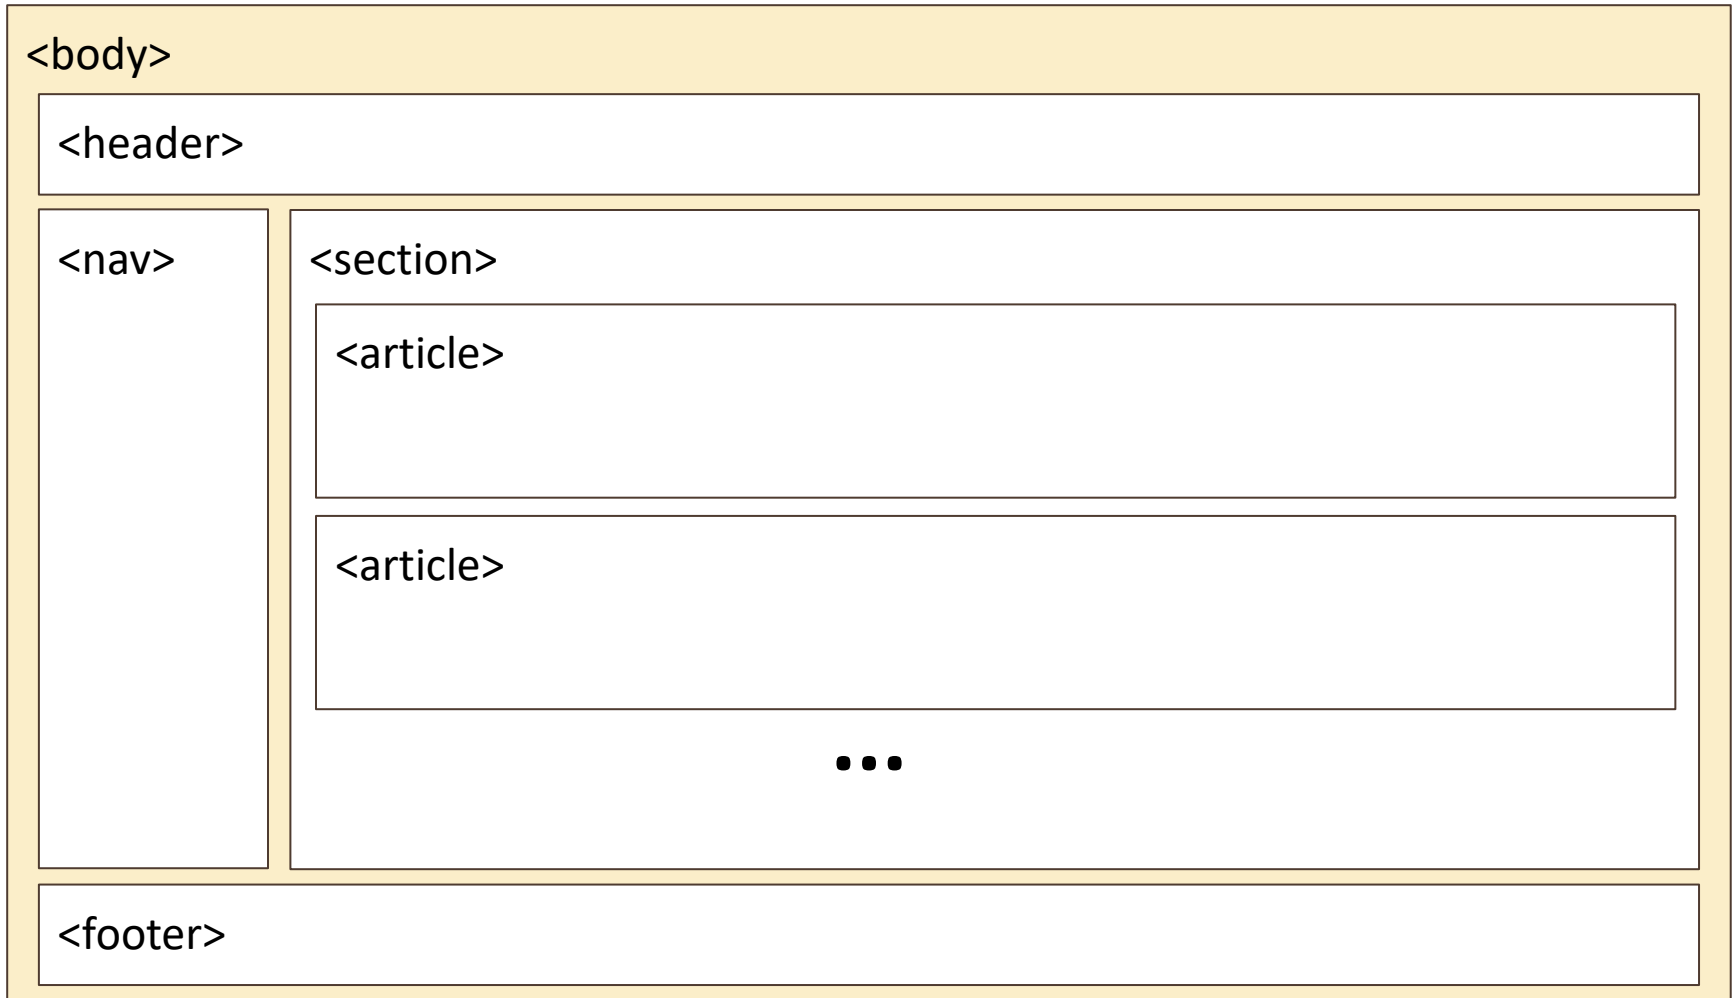 <body>
<header>
<nav>
<section>
<article>
<article>
...
<footer>